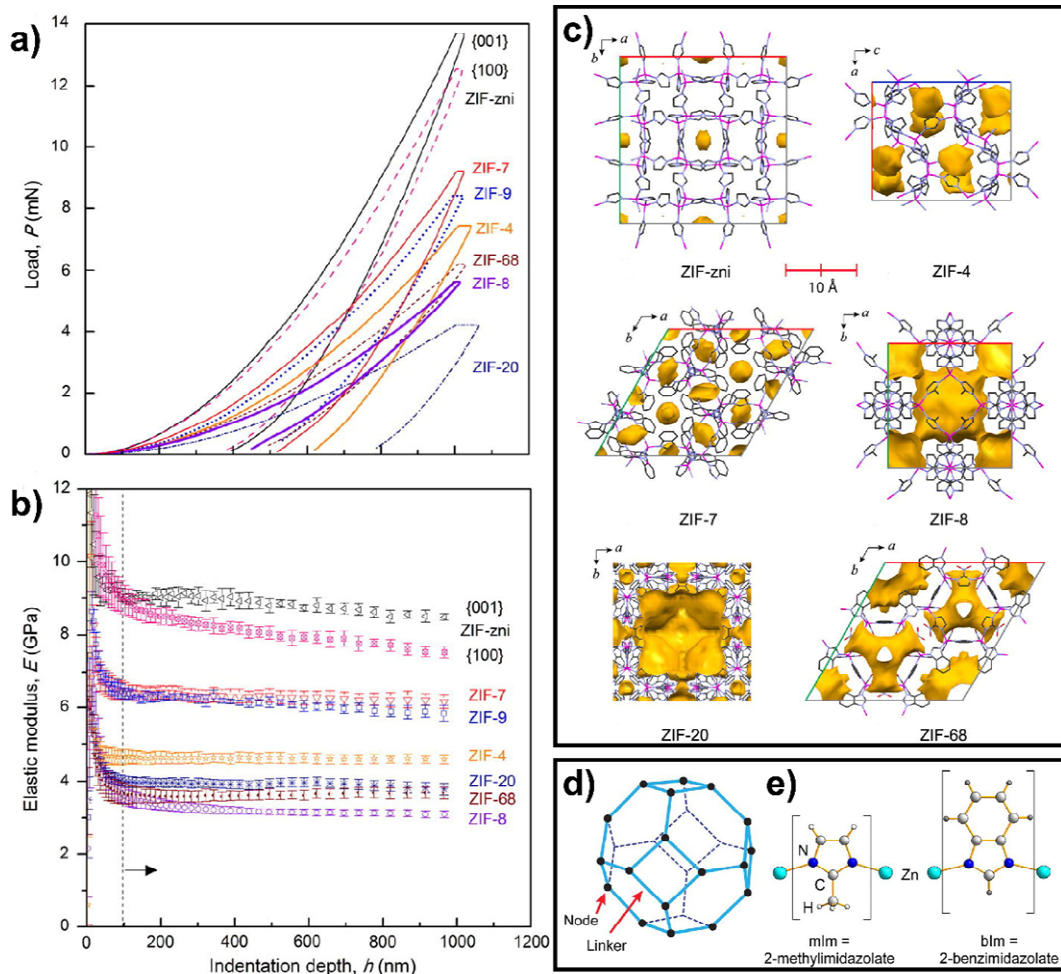 a)
14
12
10
8
6
4
2
0
Load, P (mN)
{001}
{100}
ZIF-zni
ZIF-7
ZIF-9
ZIF-4
ZIF-68
ZIF-8
ZIF-20
b)
12
10
8
6
4
2
0
Elastic modulus, E (GPa)
{001}
ZIF-zni
{100}
ZIF-7
ZIF-9
ZIF-4
ZIF-20
ZIF-68
ZIF-8
0 200 400 600 800 1000 1200
Indentation depth, h (nm)
c)
a
b
c
a
ZIF-zni
10 Å
ZIF-4
a
b
a
b
ZIF-7
ZIF-8
a
b
a
b
ZIF-20
ZIF-68
d)
Node
Linker
e)
N
C
H
Zn
mIm =
2-methylimidazolate
bIm =
2-benzimidazolate